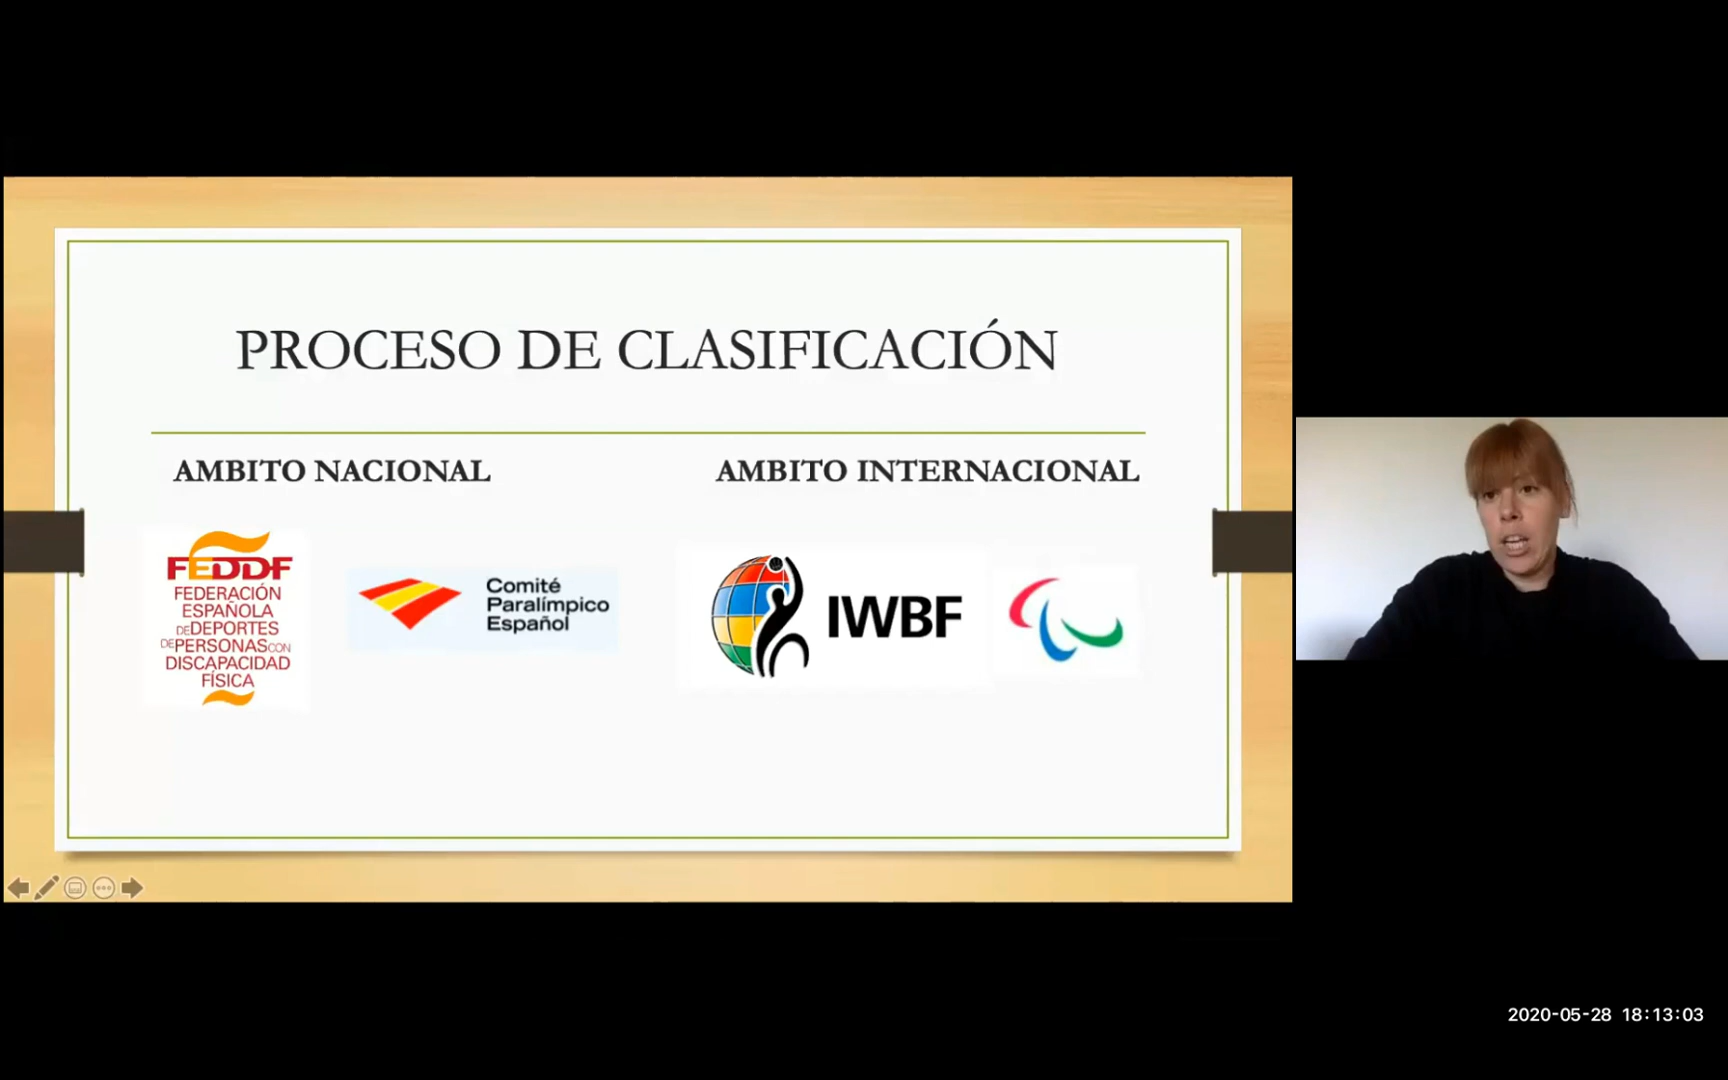 PROCESO DE CLASIFICACIÓN
AMBITO NACIONAL
AMBITO INTERNACIONAL
FEDDF
FEDERACIÓN
ESPAÑOLA
DE DEPORTES
DE PERSONAS CON
DISCAPACIDAD
FÍSICA
Comité
Paralímpico
Español
IWBF
2020-05-28 18:13:03